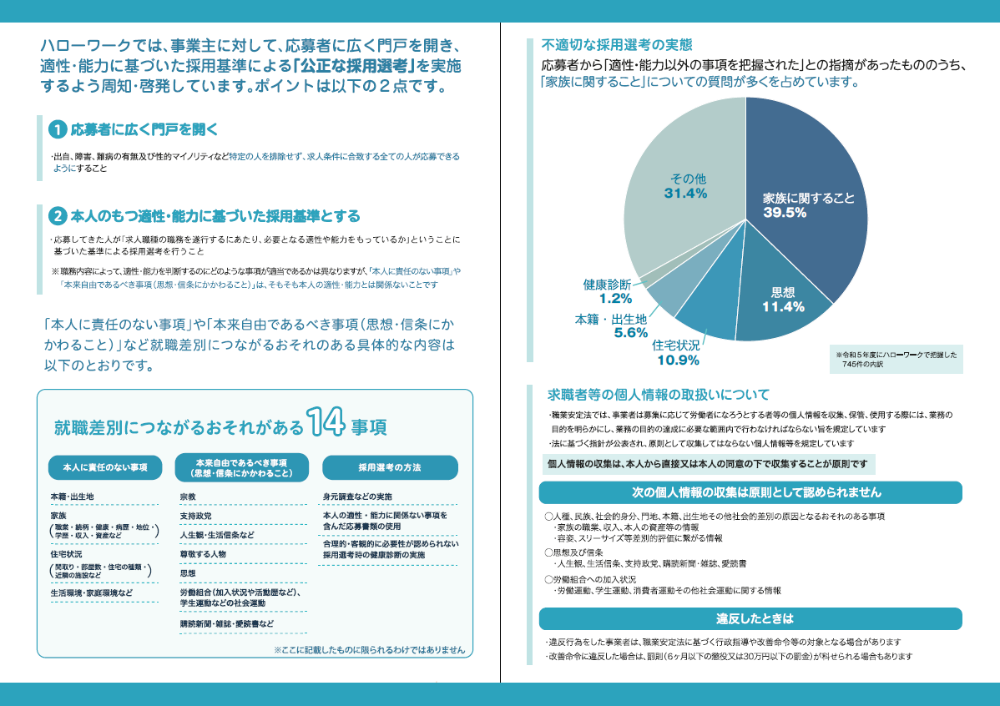 ハローワークでは、事業主に対して、応募者に広く門戸を開き、
適性・能力に基づいた採用基準による「公正な採用選考」を実施
するよう周知・啓発しています。ポイントは以下の2点です。
1 応募者に広く門戸を開く
・出自、障害、難病の有無及び性的マイノリティなど特定の人を排除せず、求人条件に合致する全ての人が応募できる
ようにすること
2 本人のもつ適性・能力に基づいた採用基準とする
・応募してきた人が「求人職種の職務を遂行するにあたり、必要となる適性や能力をもっているか」ということに
基づいた基準による採用選考を行うこと
※職務内容によって、適性・能力を判断するのにどのような事項が適当であるかは異なりますが、「本人に責任のない事項」や
「本来自由であるべき事項(思想・信条にかかわること)」は、そもそも本人の適性・能力とは関係ないことです
「本人に責任のない事項」や「本来自由であるべき事項(思想・信条にか
かわること)」など就職差別につながるおそれのある具体的な内容は
以下のとおりです。
就職差別につながるおそれがある14事項
本人に責任のない事項
本籍・出生地
家族
(職業・続柄・健康・病歴・地位・
学歴・収入・資産など)
住宅状況
(間取り・部屋数・住宅の種類・
近隣の施設など)
生活環境・家庭環境など
本来自由であるべき事項
(思想・信条にかかわること)
宗教
支持政党
人生観・生活信条など
尊敬する人物
思想
労働組合(加入状況や活動歴など)、
学生運動などの社会運動
購読新聞・雑誌・愛読書など
採用選考の方法
身元調査などの実施
本人の適性・能力に関係ない事項を
含んだ応募書類の使用
合理的・客観的に必要性が認められない
採用選考時の健康診断の実施
※ここに記載したものに限られるわけではありません
不適切な採用選考の実態
応募者から「適性・能力以外の事項を把握された」との指摘があったもののうち、
「家族に関すること」についての質問が多くを占めています。
その他
31.4%
家族に関すること
39.5%
思想
11.4%
健康診断
1.2%
本籍・出生地
5.6%
住宅状況
10.9%
※令和5年度にハローワークで把握した
745件の内訳
求職者等の個人情報の取扱いについて
・職業安定法では、事業者は募集に応じて労働者になろうとする者等の個人情報を収集、保管、使用する際には、業務の
目的を明らかにし、業務の目的の達成に必要な範囲内で行わなければならない旨を規定しています
・法に基づく指針が公表され、原則として収集してはならない個人情報等を規定しています
個人情報の収集は、本人から直接又は本人の同意の下で収集することが原則です
次の個人情報の収集は原則として認められません
○人種、民族、社会的身分、門地、本籍、出生地その他社会的差別の原因となるおそれのある事項
・家族の職業、収入、本人の資産等の情報
・容姿、スリーサイズ等差別的評価に繋がる情報
○思想及び信条
・人生観、生活信条、支持政党、購読新聞・雑誌、愛読書
○労働組合への加入状況
・労働運動、学生運動、消費者運動その他社会運動に関する情報
違反したときは
・違反行為をした事業者は、職業安定法に基づく行政指導や改善命令等の対象となる場合があります
・改善命令に違反した場合は、罰則(6ヶ月以下の懲役又は30万円以下の罰金)が科せられる場合もあります